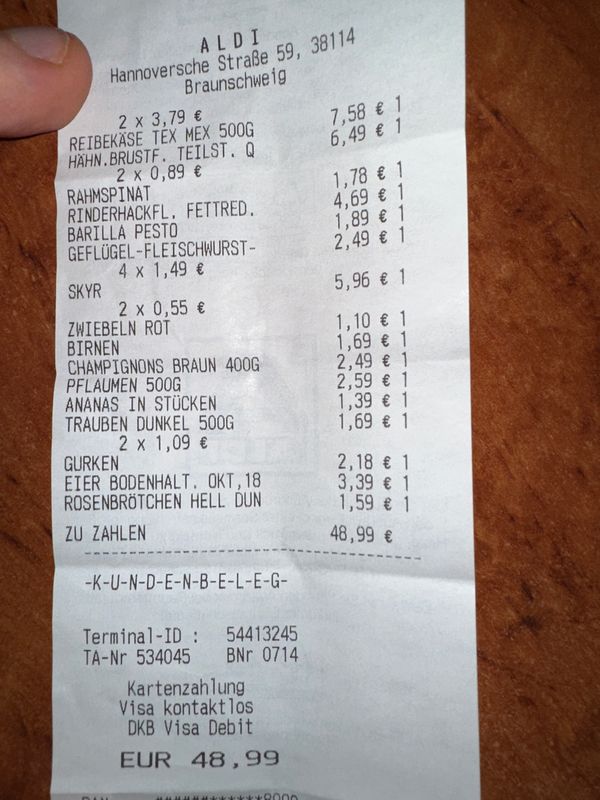 ALDI
Hannoversche Straße 59, 38114
Braunschweig
2 x 3,79 €
REIBEKÄSE TEX MEX 500G 7,58 € 1
HÄHN.BRUSTF. TEILST. Q 6,49 € 1
2 x 0,89 €
RAHMSPINAT 1,78 € 1
RINDERHACKFL. FETTRED. 4,69 € 1
BARILLA PESTO 1,89 € 1
GEFLÜGEL-FLEISCHWURST- 2,49 € 1
4 x 1,49 €
SKYR 5,96 € 1
2 x 0,55 €
ZWIEBELN ROT 1,10 € 1
BIRNEN 1,69 € 1
CHAMPIGNONS BRAUN 400G 2,49 € 1
PFLAUMEN 500G 2,59 € 1
ANANAS IN STÜCKEN 1,39 € 1
TRAUBEN DUNKEL 500G 1,69 € 1
2 x 1,09 €
GURKEN 2,18 € 1
EIER BODENHALT. OKT,18 3,39 € 1
ROSENBRÖTCHEN HELL DUN 1,59 € 1
ZU ZAHLEN 48,99 €
-K-U-N-D-E-N-B-E-L-E-G-
Terminal-ID : 54413245
TA-Nr 534045 BNr 0714
Kartenzahlung
Visa kontaktlos
DKB Visa Debit
EUR 48,99